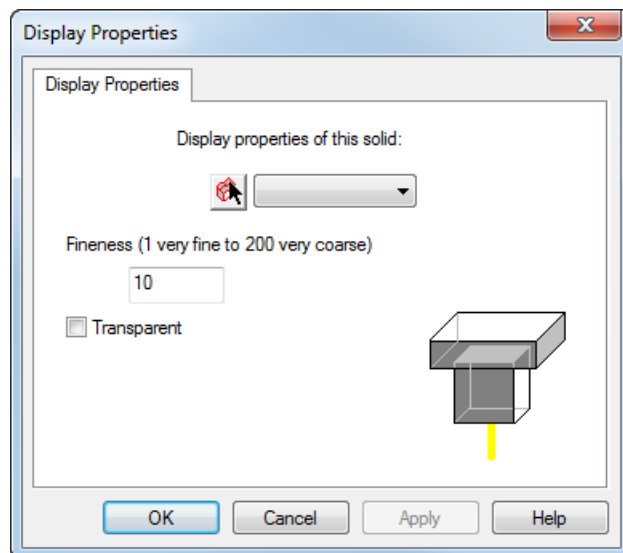 Display Properties
Display Properties
Display properties of this solid:
Fineness (1 very fine to 200 very coarse)
10
Transparent
OK Cancel Apply Help